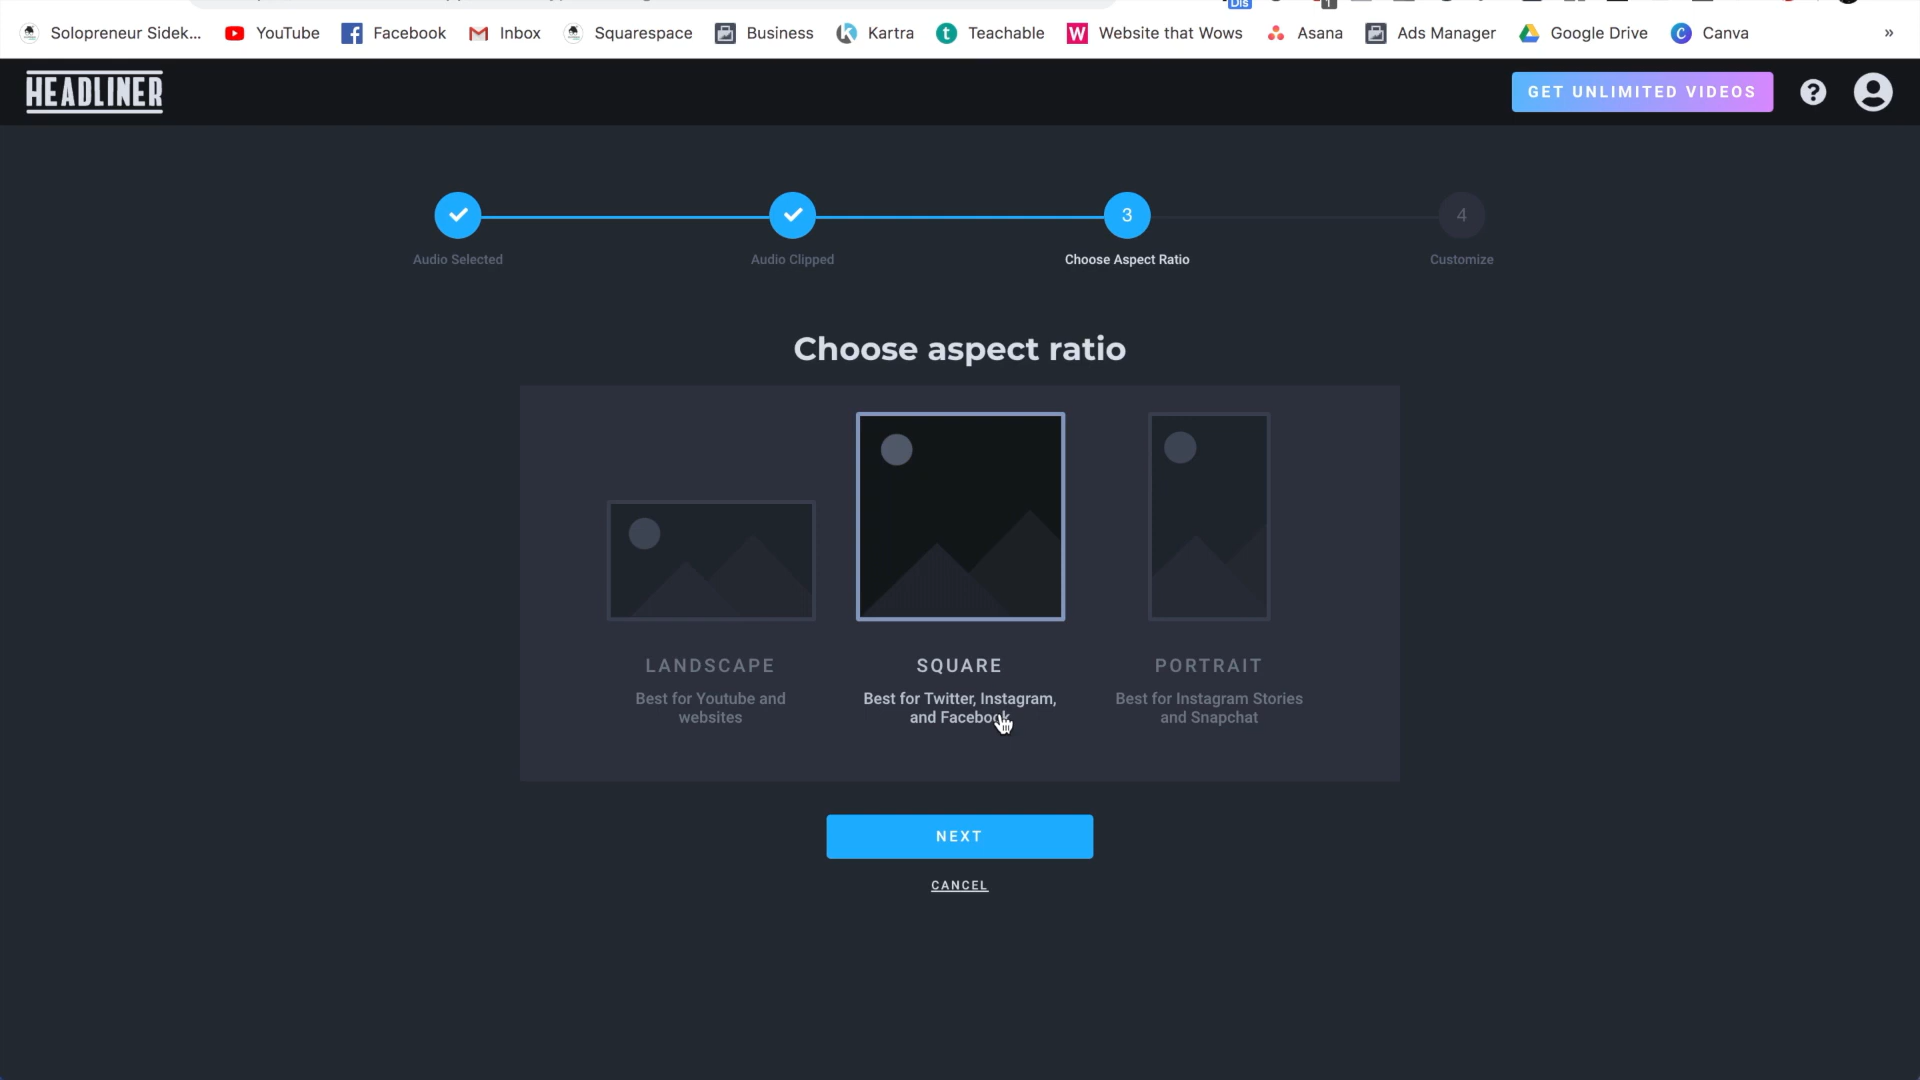 Dis
1
Solopreneur Sidek... YouTube Facebook Inbox Squarespace Business Kartra Teachable Website that Wows Asana Ads Manager Google Drive Canva »
HEADLINER
GET UNLIMITED VIDEOS ?
3 4
Audio Selected Audio Clipped Choose Aspect Ratio Customize
Choose aspect ratio
LANDSCAPE SQUARE PORTRAIT
Best for Youtube and Best for Twitter, Instagram, Best for Instagram Stories
websites and Facebook and Snapchat
NEXT
CANCEL